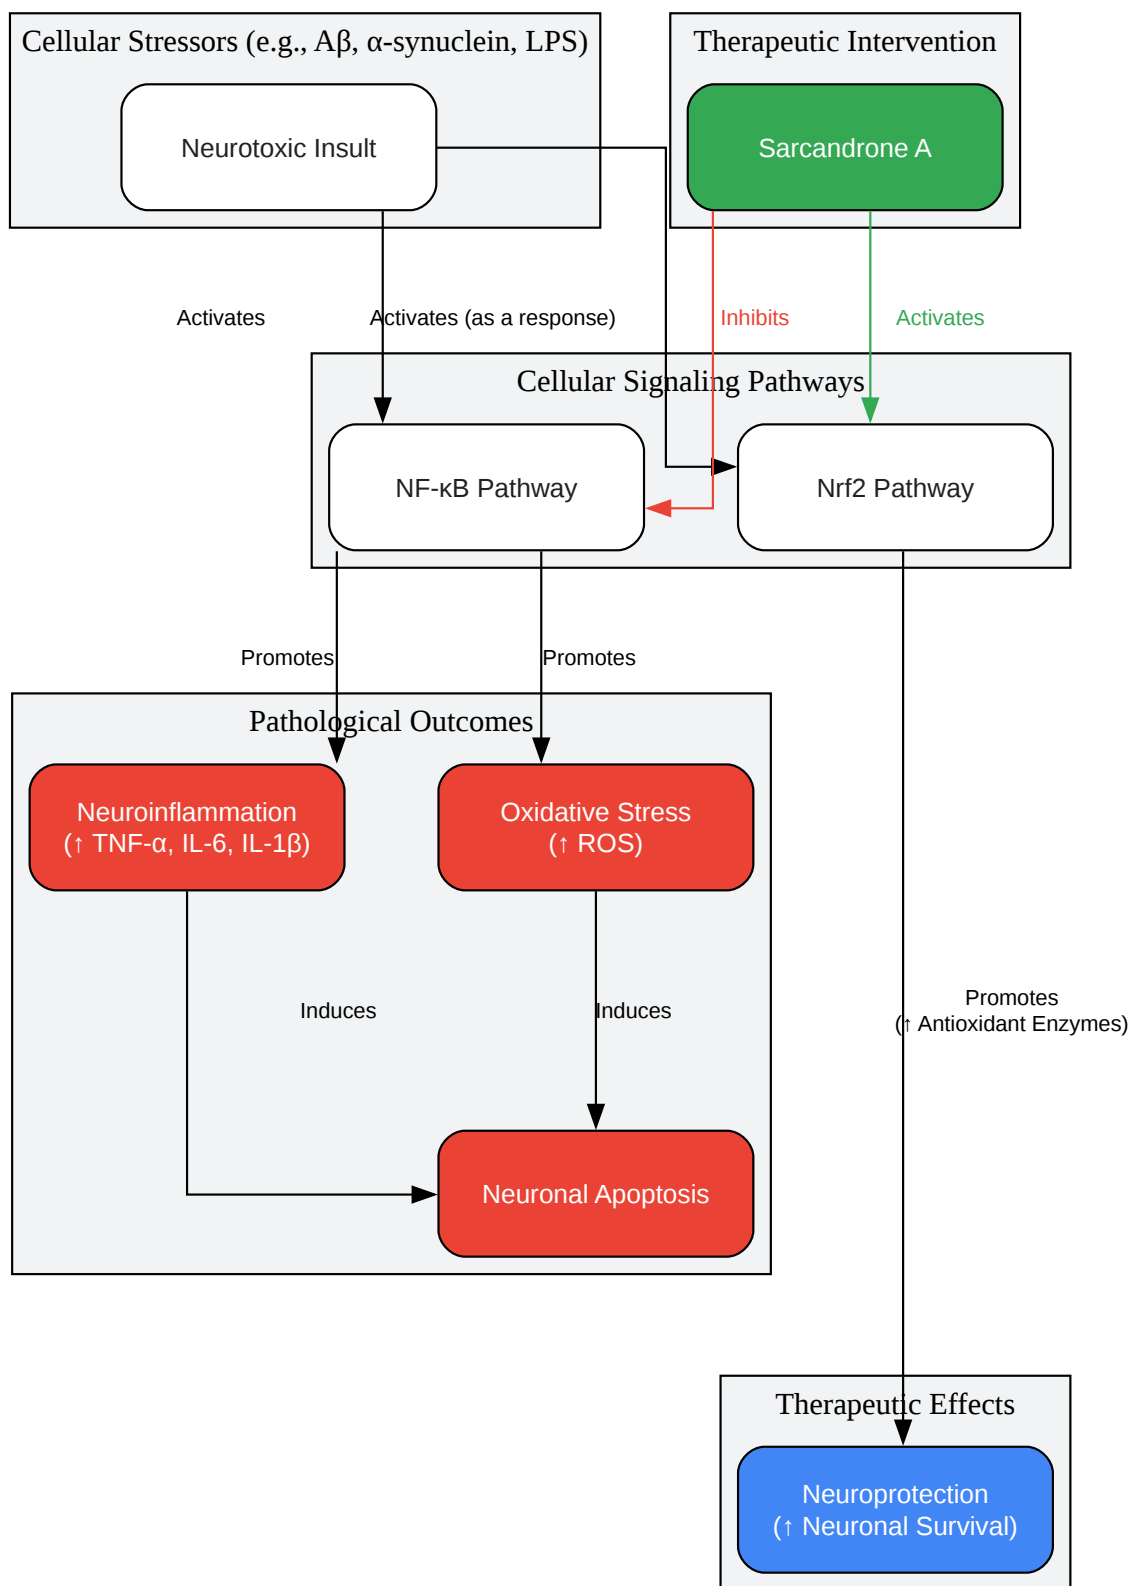 Cellular Stressors (e.g., Aβ, α-synuclein, LPS)
Therapeutic Intervention
Neurotoxic Insult
Sarcandrone A
Activates
Activates (as a response)
Inhibits
Activates
Cellular Signaling Pathways
NF-κB Pathway
Nrf2 Pathway
Promotes
Promotes
Pathological Outcomes
Neuroinflammation
(↑ TNF-α, IL-6, IL-1β)
Oxidative Stress
(↑ ROS)
Induces
Induces
Promotes
(↑ Antioxidant Enzymes)
Neuronal Apoptosis
Therapeutic Effects
Neuroprotection
(↑ Neuronal Survival)